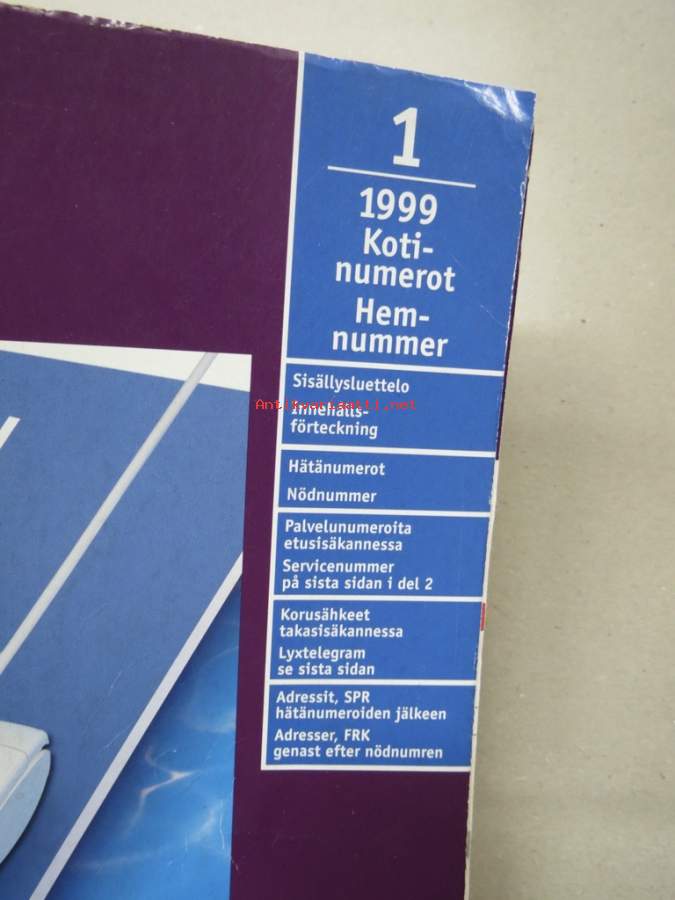 1
1999
Koti-
numerot
Hem-
nummer
Sisällysluettelo
Antikvariaatti.net
Innehålls-
förteckning
Hätänumerot
Nödnummer
Palvelunumeroita
etusisäkannessa
Servicenummer
på sista sidan i del 2
Korusähkeet
takasisäkannessa
Lyxtelegram
se sista sidan
Adressit, SPR
hätänumeroiden jälkeen
Adresser, FRK
genast efter nödnumren